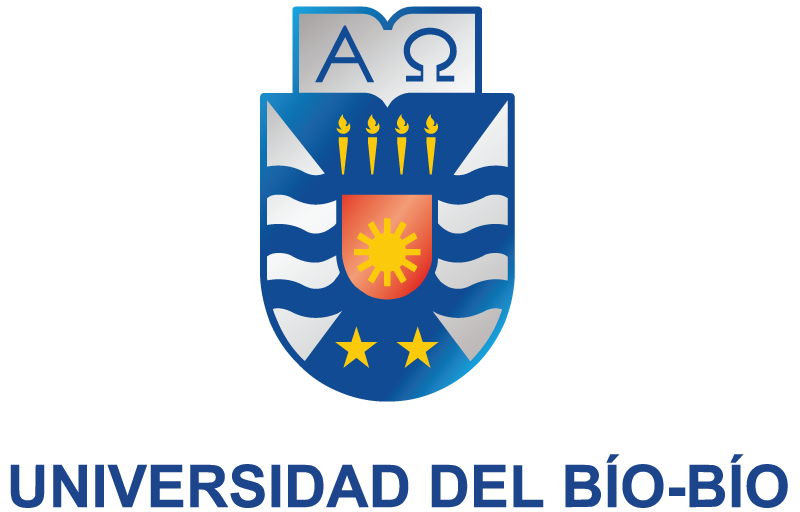 Α Ω
UNIVERSIDAD DEL BÍO-BÍO